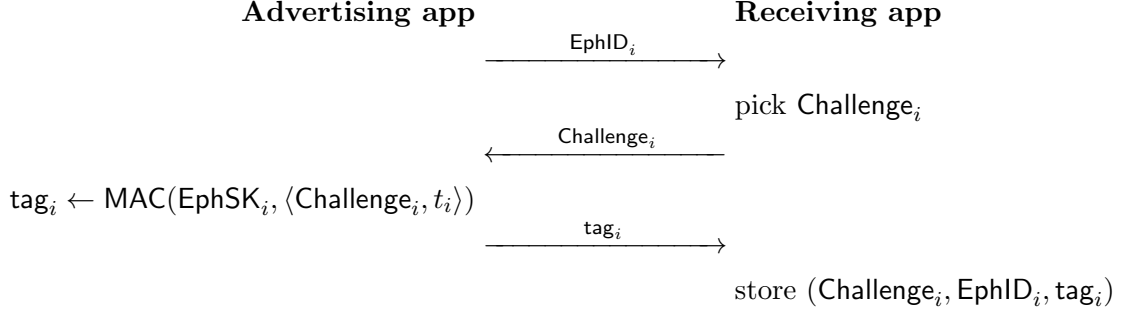 Advertising app Receiving app
EphID_i
pick Challenge_i
Challenge_i
tag_i ← MAC(EphSK_i, ⟨Challenge_i, t_i⟩)
tag_i
store (Challenge_i, EphID_i, tag_i)